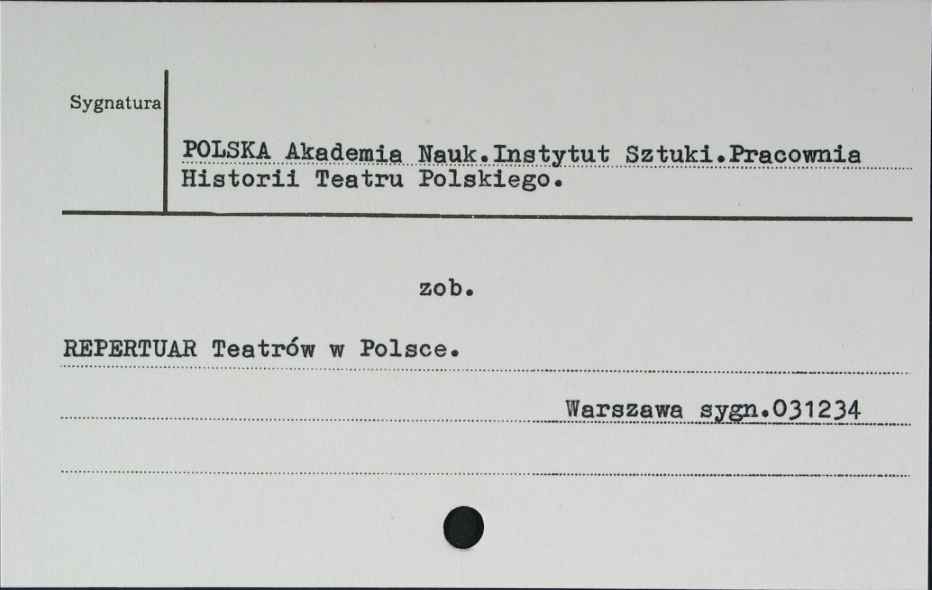 Sygnatura
POLSKA Akademia Nauk.Instytut Sztuki.Pracownia
Historii Teatru Polskiego.
zob.
REPERTUAR Teatrów w Polsce.
Warszawa sygn.031234